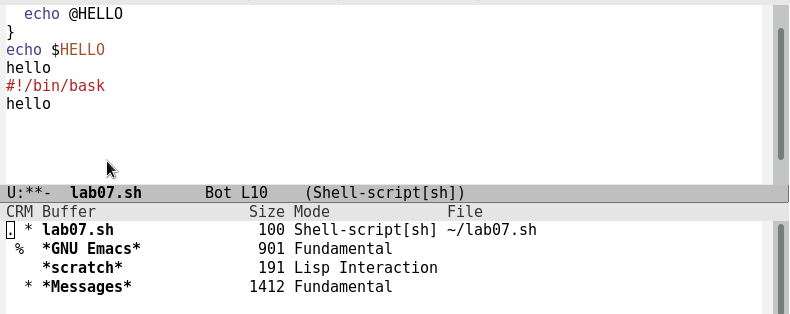 echo @HELLO
}
echo $HELLO
hello
#!/bin/bask
hello
U:**-  lab07.sh       Bot L10    (Shell-script[sh])
CRM Buffer                 Size Mode             File
. * lab07.sh                100 Shell-script[sh] ~/lab07.sh
 %  *GNU Emacs*             901 Fundamental
    *scratch*               191 Lisp Interaction
  * *Messages*             1412 Fundamental